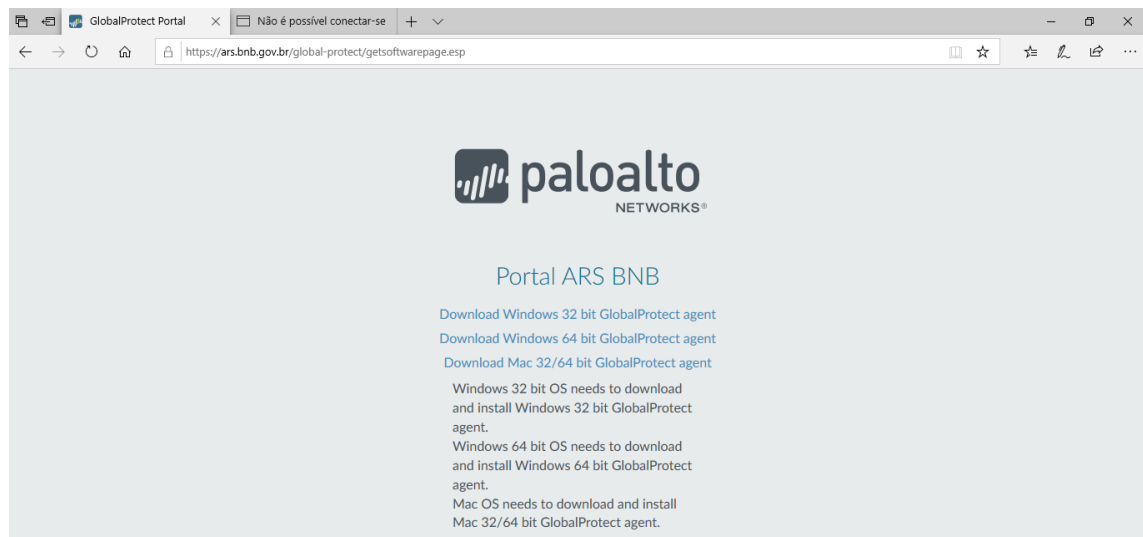 GlobalProtect Portal
Não é possível conectar-se
https://ars.bnb.gov.br/global-protect/getsoftwarepage.esp
paloalto
NETWORKS®
Portal ARS BNB
Download Windows 32 bit GlobalProtect agent
Download Windows 64 bit GlobalProtect agent
Download Mac 32/64 bit GlobalProtect agent
Windows 32 bit OS needs to download
and install Windows 32 bit GlobalProtect
agent.
Windows 64 bit OS needs to download
and install Windows 64 bit GlobalProtect
agent.
Mac OS needs to download and install
Mac 32/64 bit GlobalProtect agent.